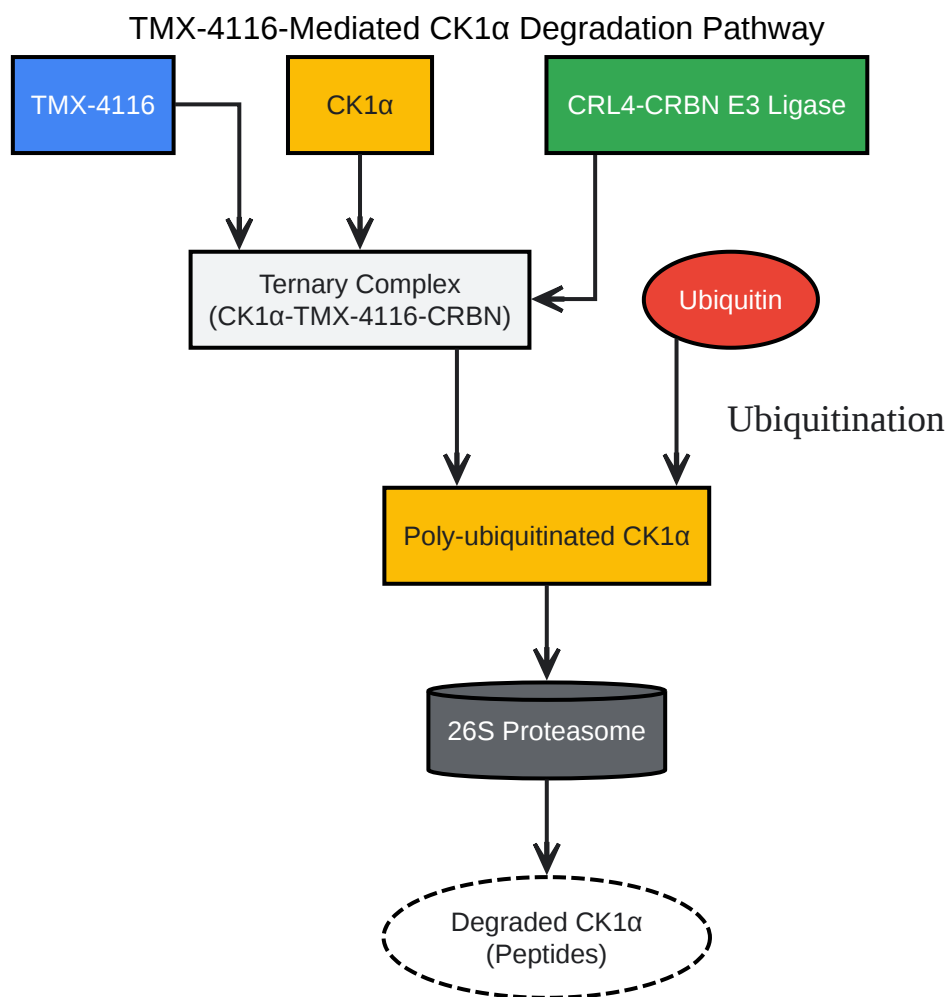 TMX-4116-Mediated CK1α Degradation Pathway
TMX-4116
CK1α
CRL4-CRBN E3 Ligase
Ternary Complex
(CK1α-TMX-4116-CRBN)
Ubiquitin
Ubiquitination
Poly-ubiquitinated CK1α
26S Proteasome
Degraded CK1α
(Peptides)